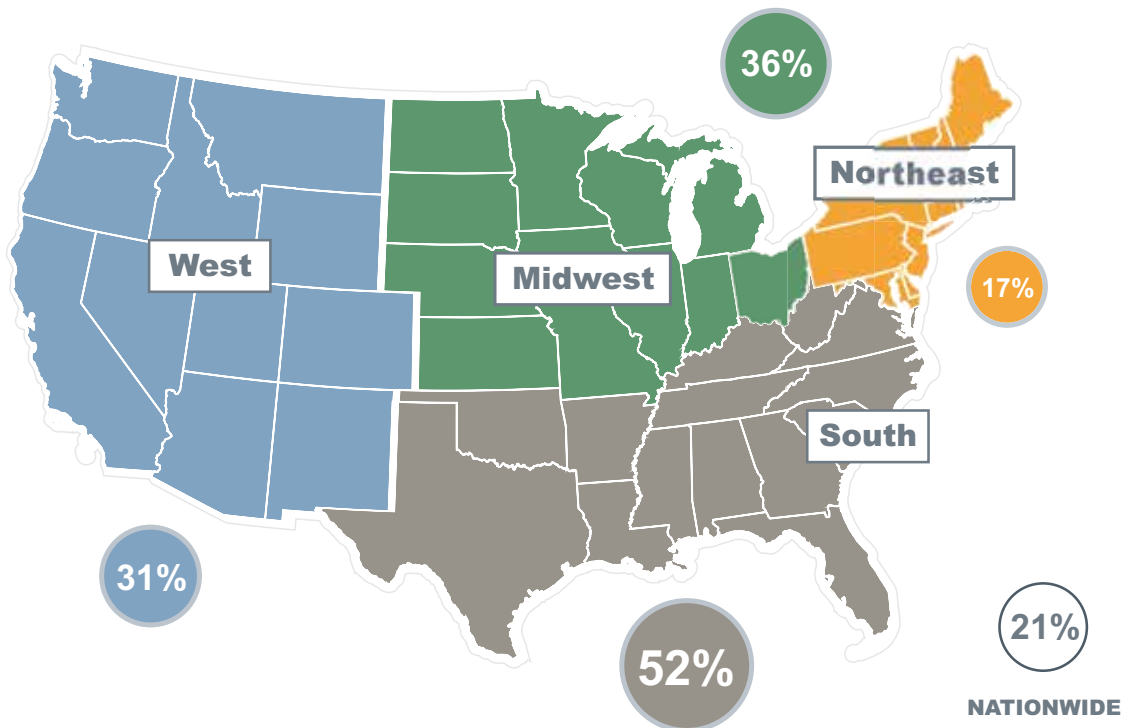 36%
Northeast
West
Midwest
17%
South
31%
21%
52%
NATIONWIDE